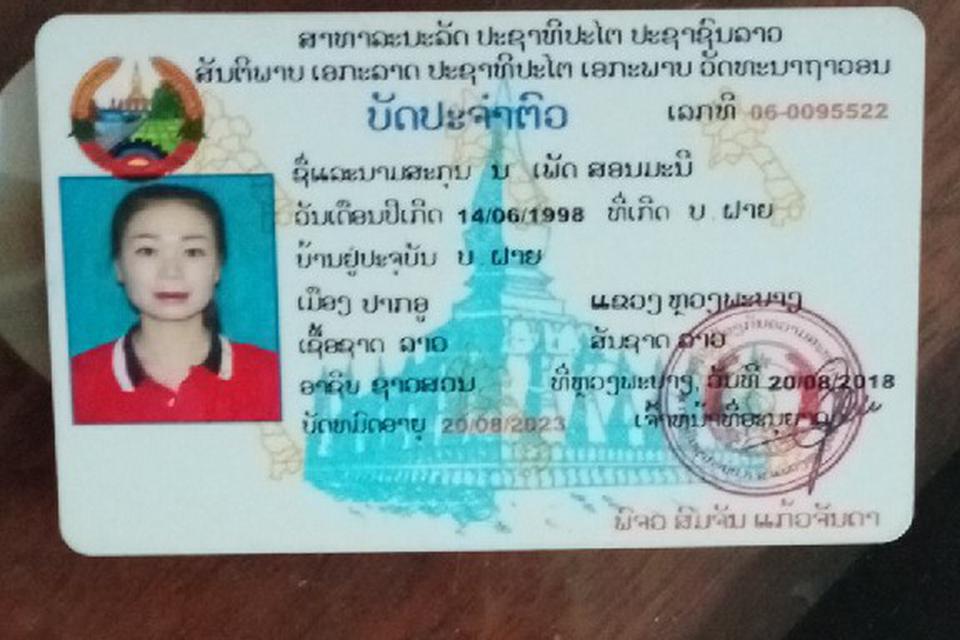 ສາທາລະນະລັດ ປະຊາທິປະໄຕ ປະຊາຊົນລາວ
ສັນຕິພາບ ເອກະລາດ ປະຊາທິປະໄຕ ເອກະພາບ ວັດທະນາຖາວອນ
ບັດປະຈຳຕົວ ເລກທີ 06-0095522
ຊື່ແລະນາມສະກຸນ ນ ເພັດ ສອນມະນີ
ວັນເດືອນປີເກີດ 14/06/1998 ທີ່ເກີດ ບ ຝາຍ
ບ້ານຢູ່ປະຈຸບັນ ບ ຝາຍ
ເມືອງ ປາກອູ ແຂວງ ຫຼວງພະບາງ
ເຊື້ອຊາດ ລາວ ສັນຊາດ ລາວ
ອາຊີບ ຊາວສວນ ທີ່ຫຼວງພະບາງ, ວັນທີ 20/08/2018
ບັດຫມົດອາຍຸ 20/08/2023 ເຈົ້າຫນ້າທີ່ອະນຸຍາດ
ພົຈວ ສົມຈັນ ແກ້ວຈັນດາ